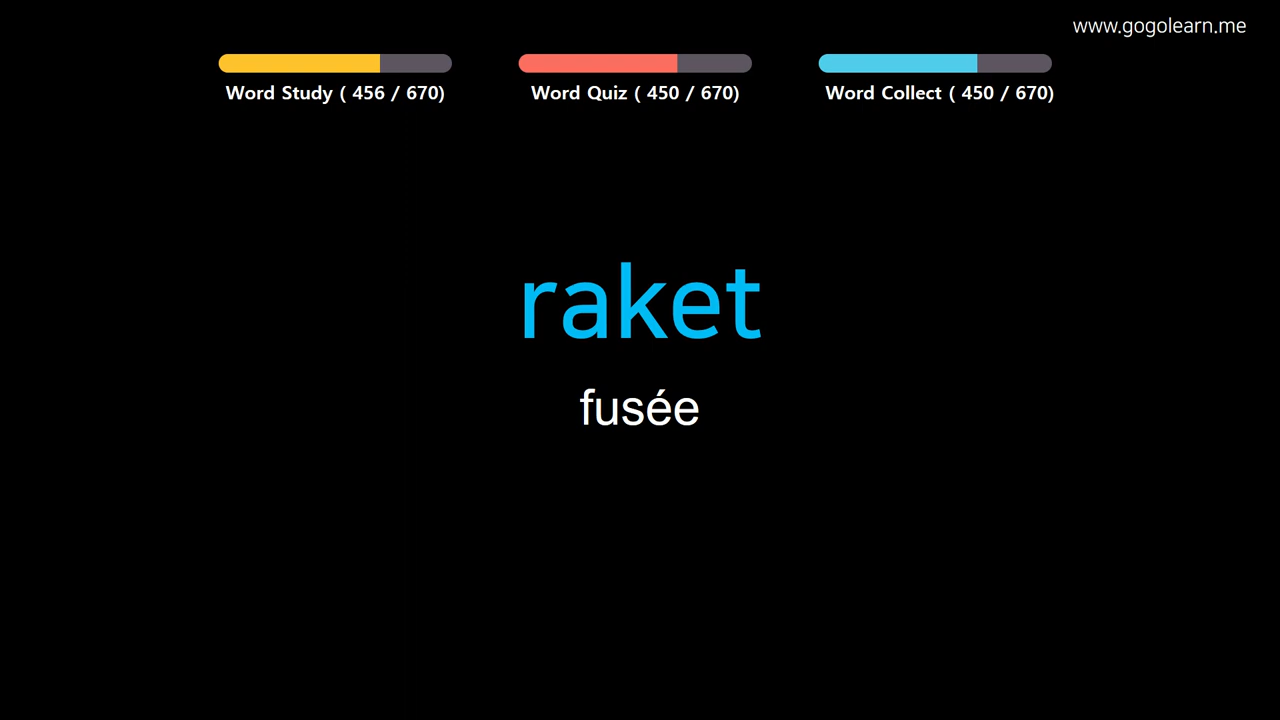 www.gogolearn.me
Word Study ( 456 / 670)
Word Quiz ( 450 / 670)
Word Collect ( 450 / 670)
raket
fusée